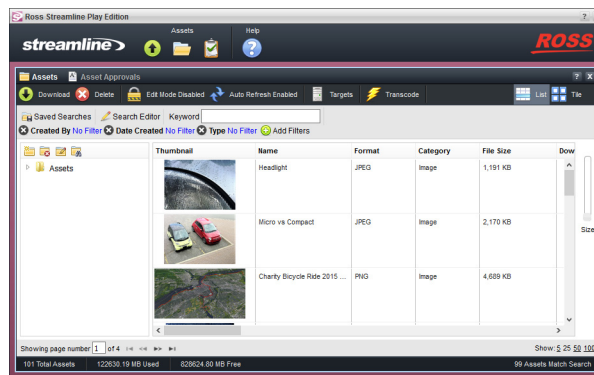 Ross Streamline Play Edition ?
streamline Assets Help ROSS
Assets Asset Approvals ? X
Download Delete Edit Mode Disabled Auto Refresh Enabled Targets Transcode List Tile
Saved Searches Search Editor Keyword
Created By No Filter Date Created No Filter Type No Filter Add Filters
Thumbnail Name Format Category File Size Dow
Assets
Headlight JPEG Image 1,191 KB
Micro vs Compact JPEG Image 2,170 KB
Size
Charity Bicycle Ride 2015 ... PNG Image 4,689 KB
Showing page number 1 of 4 Show: 5 25 50 100
101 Total Assets 122630.19 MB Used 828624.80 MB Free 99 Assets Match Search